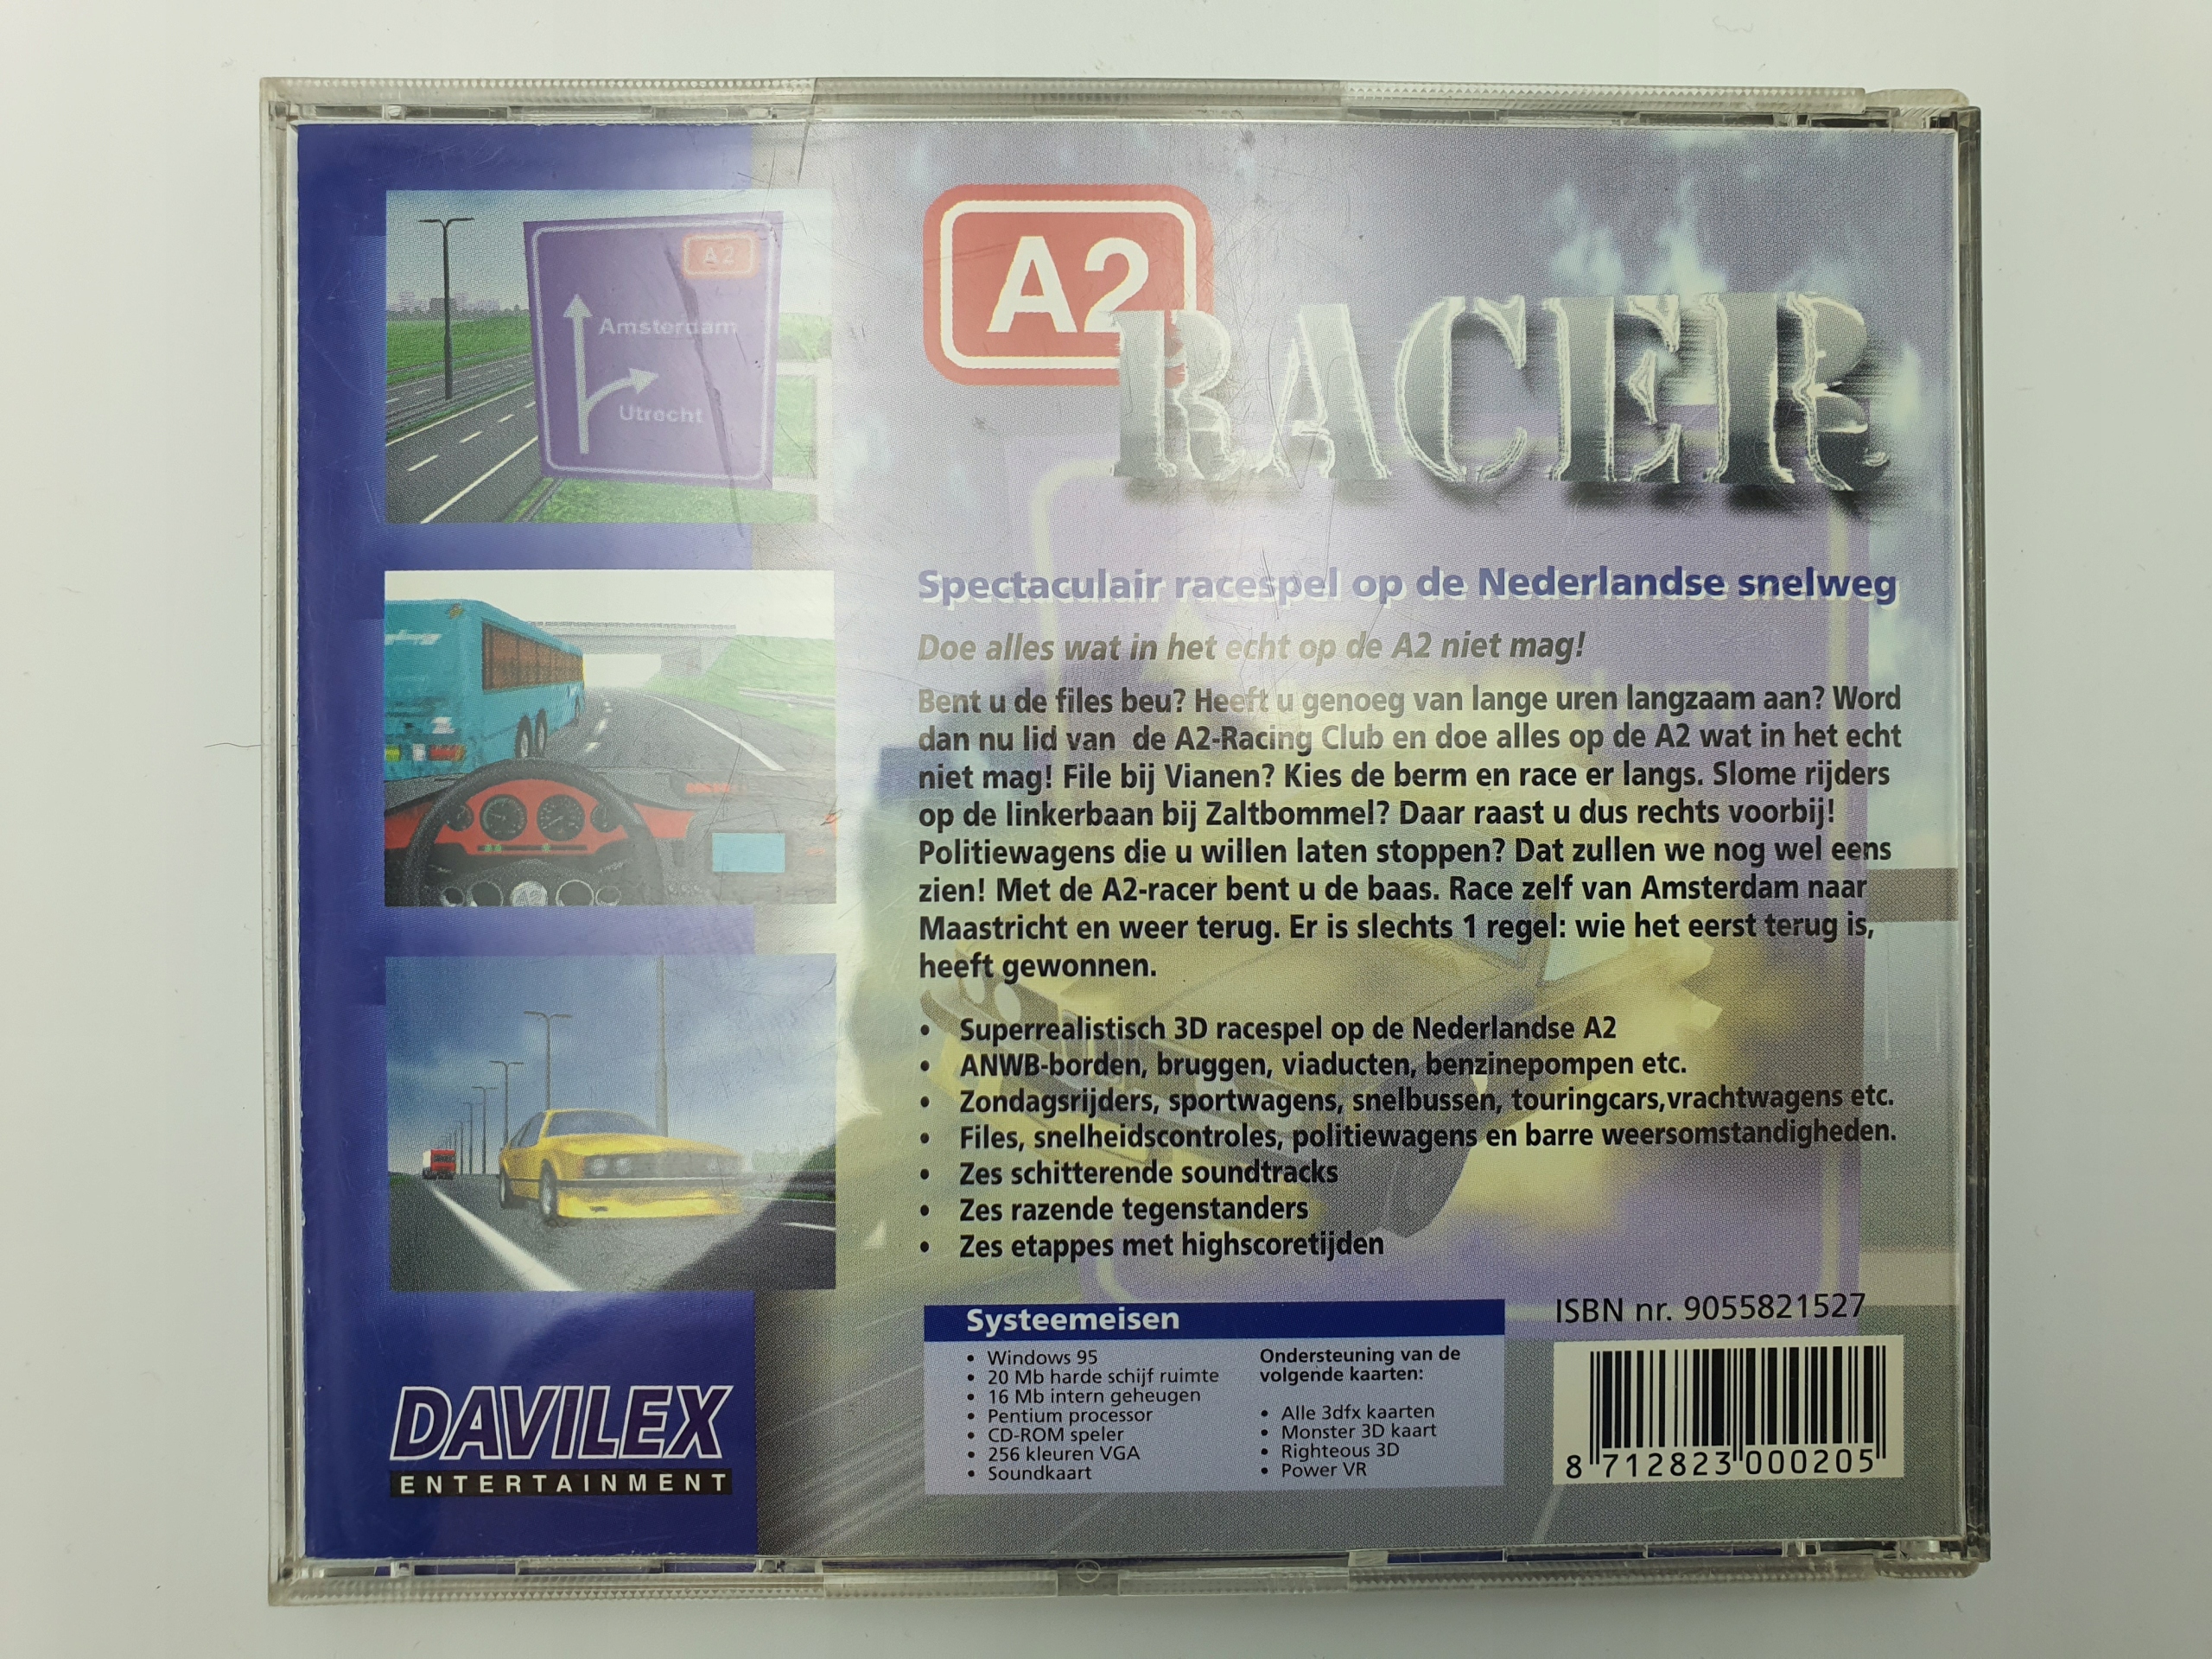 A2
Amsterdam
Utrecht
A2
RACER
Spectaculair racespel op de Nederlandse snelweg
Doe alles wat in het echt op de A2 niet mag!
Bent u de files beu? Heeft u genoeg van lange uren langzaam aan? Word
dan nu lid van de A2-Racing Club en doe alles op de A2 wat in het echt
niet mag! File bij Vianen? Kies de berm en race er langs. Slome rijders
op de linkerbaan bij Zaltbommel? Daar raast u dus rechts voorbij!
Politiewagens die u willen laten stoppen? Dat zullen we nog wel eens
zien! Met de A2-racer bent u de baas. Race zelf van Amsterdam naar
Maastricht en weer terug. Er is slechts 1 regel: wie het eerst terug is,
heeft gewonnen.
• Superrealistisch 3D racespel op de Nederlandse A2
• ANWB-borden, bruggen, viaducten, benzinepompen etc.
• Zondagsrijders, sportwagens, snelbussen, touringcars,vrachtwagens etc.
• Files, snelheidscontroles, politiewagens en barre weersomstandigheden.
• Zes schitterende soundtracks
• Zes razende tegenstanders
• Zes etappes met highscoretijden
Systeemeisen
• Windows 95
• 20 Mb harde schijf ruimte
• 16 Mb intern geheugen
• Pentium processor
• CD-ROM speler
• 256 kleuren VGA
• Soundkaart
Ondersteuning van de
volgende kaarten:
• Alle 3dfx kaarten
• Monster 3D kaart
• Righteous 3D
• Power VR
ISBN nr. 9055821527
8 712823 000205
DAVILEX
ENTERTAINMENT